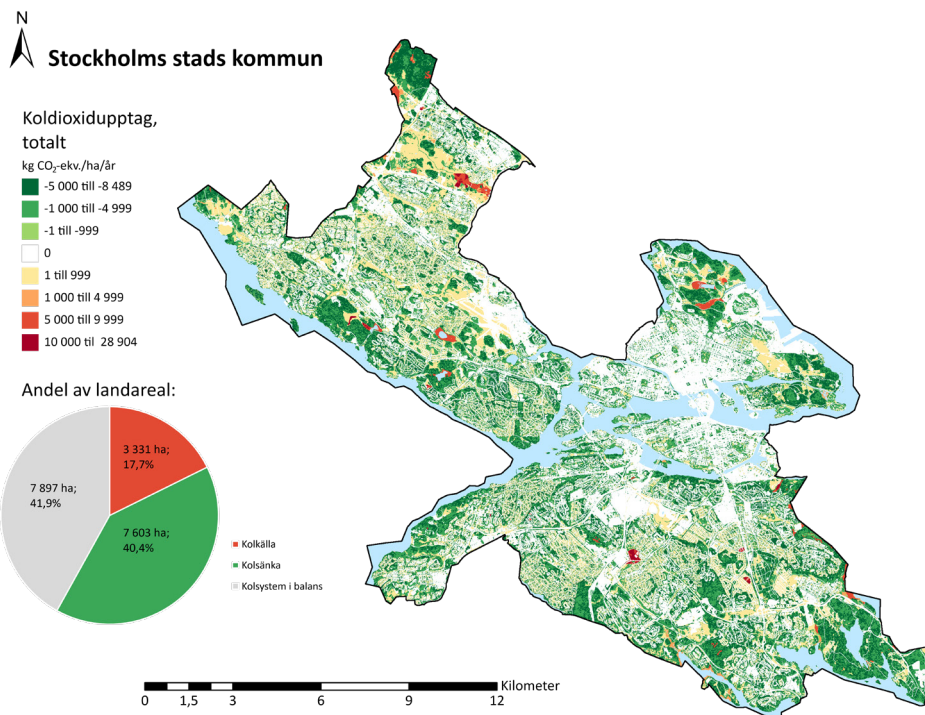 N
Stockholms stads kommun
Koldioxidupptag,
totalt
kg CO₂-ekv./ha/år
-5 000 till -8 489
-1 000 till -4 999
-1 till -999
0
1 till 999
1 000 till 4 999
5 000 till 9 999
10 000 til 28 904
Andel av landareal:
3 331 ha;
17,7%
7 897 ha;
41,9%
7 603 ha;
40,4%
Kolkälla
Kolsänka
Kolsystem i balans
Kilometer
0 1,5 3 6 9 12